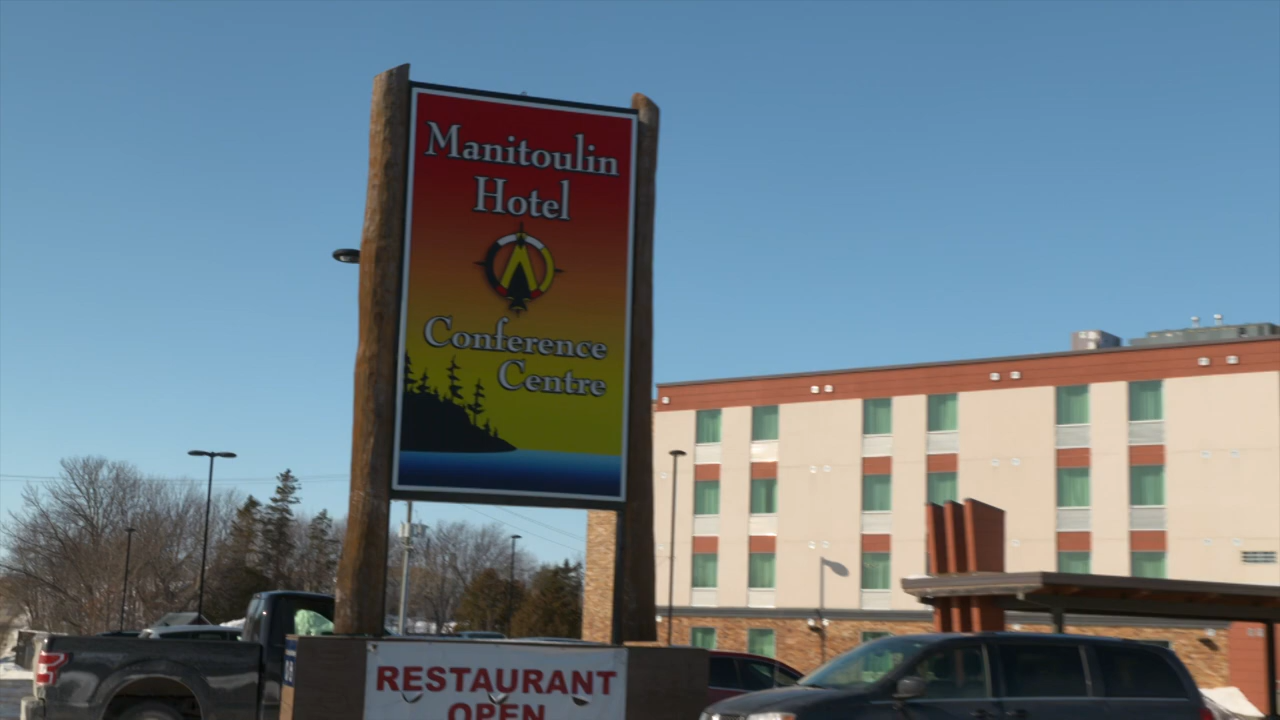 Manitoulin
Hotel
Conference
Centre
RESTAURANT
OPEN